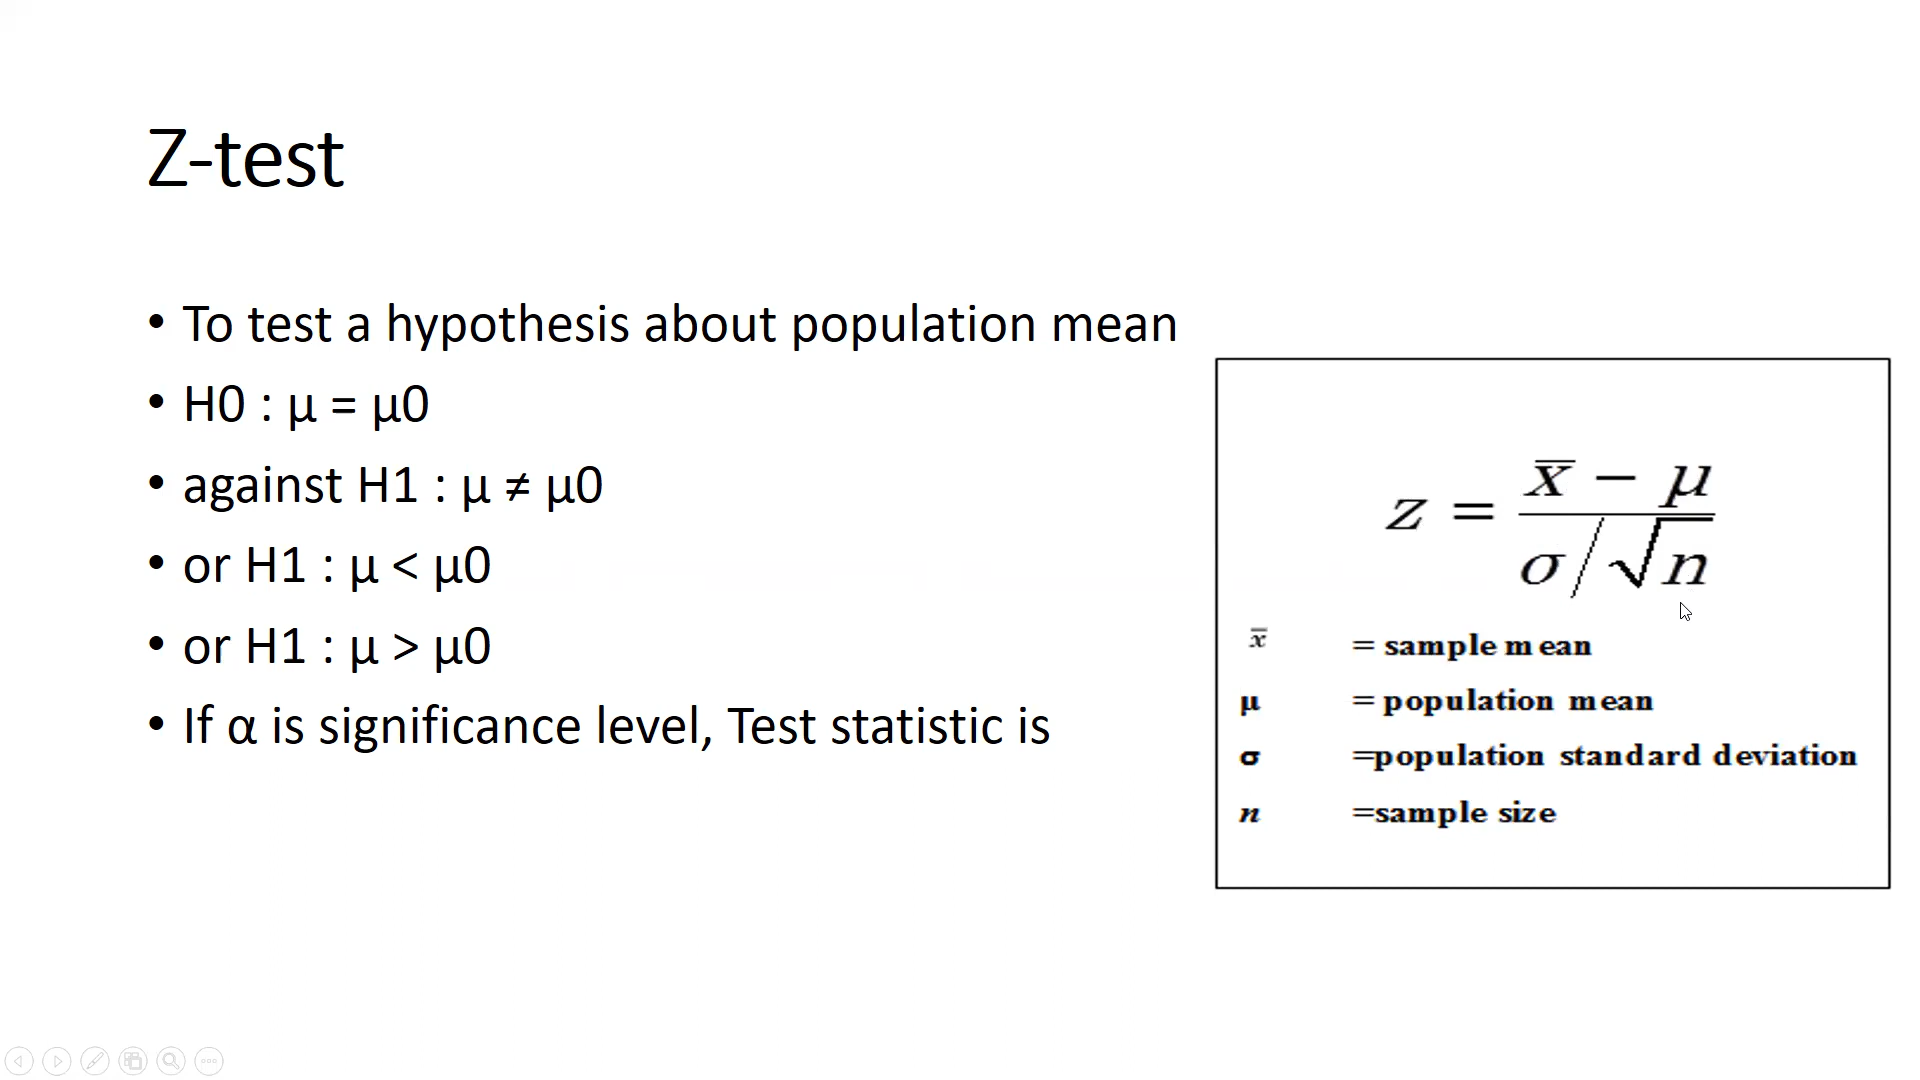 Z-test
• To test a hypothesis about population mean
• H0 : μ = μ0
• against H1 : μ ≠ μ0
• or H1 : μ < μ0
• or H1 : μ > μ0
• If α is significance level, Test statistic is
z = (x̅ − μ) / (σ/√n)
x̅ = sample mean
μ = population mean
σ =population standard deviation
n =sample size